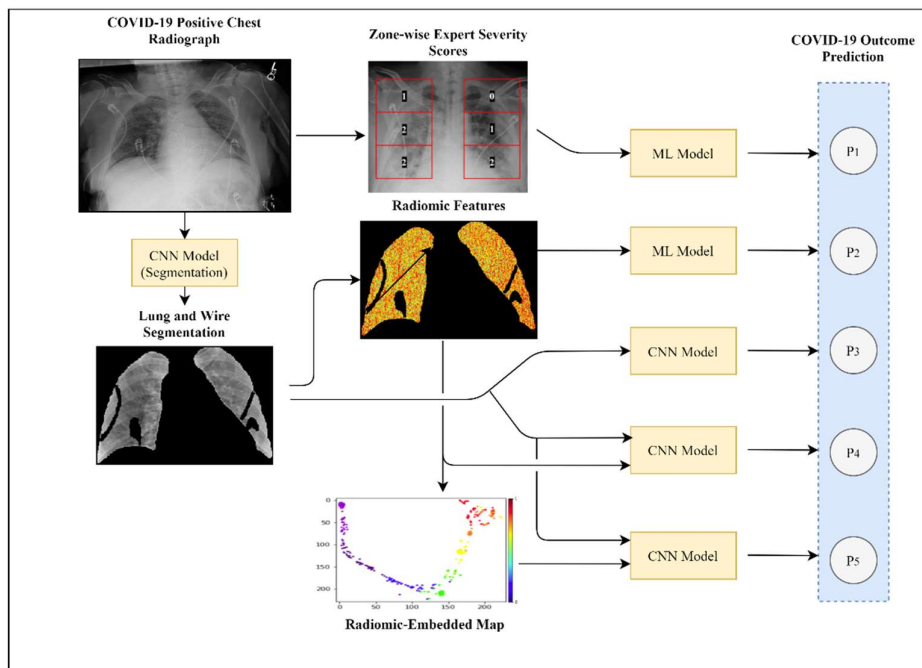 COVID-19 Positive Chest
Radiograph
Zone-wise Expert Severity
Scores
COVID-19 Outcome
Prediction
1
0
2
1
2
2
ML Model
P1
Radiomic Features
CNN Model
(Segmentation)
ML Model
P2
Lung and Wire
Segmentation
CNN Model
P3
CNN Model
P4
0
50
100
150
200
0
50
100
150
200
CNN Model
P5
Radiomic-Embedded Map